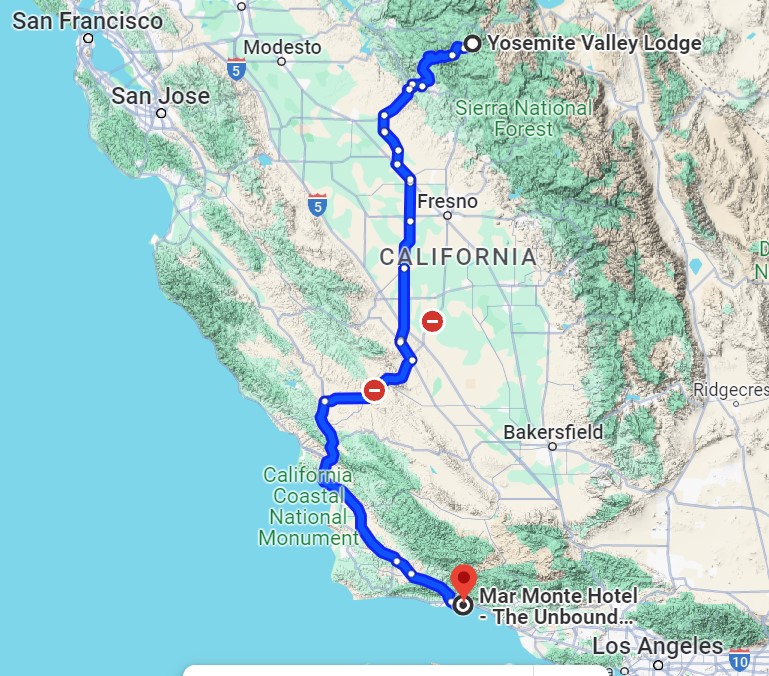 San Francisco
Modesto
5
Yosemite Valley Lodge
San Jose
Sierra National
Forest
5
Fresno
CALIFORNIA
D
N
Ridgecres
Bakersfield
California
Coastal
National
Monument
Mar Monte Hotel
- The Unbound...
Los Angeles
10
a